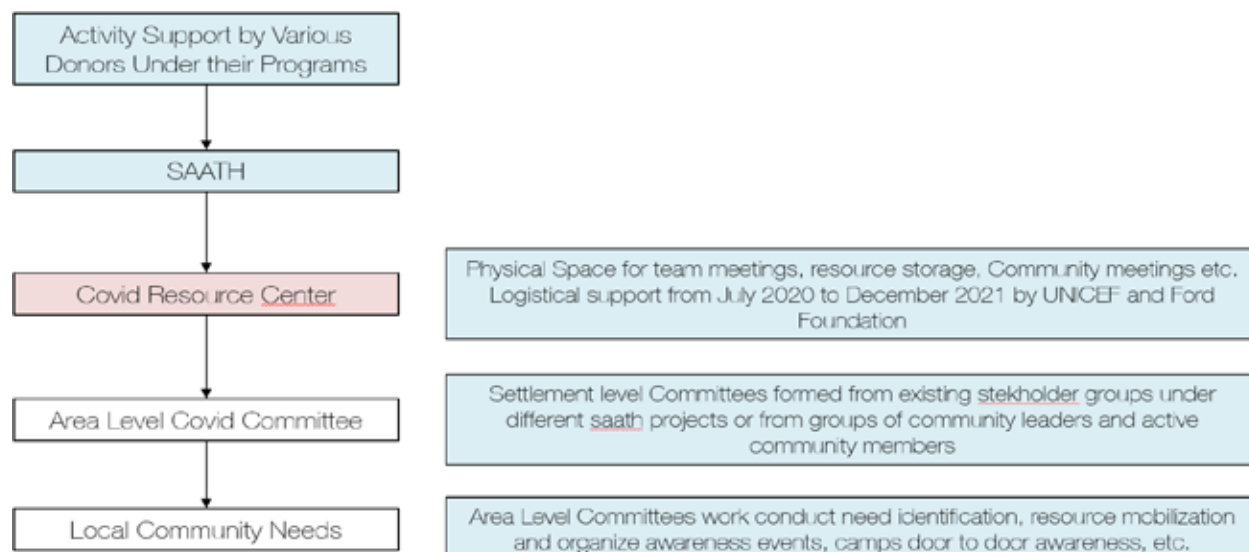 Activity Support by Various
Donors Under their Programs
SAATH
Covid Resource Center
Physical Space for team meetings, resource storage, Community meetings etc.
Logistical support from July 2020 to December 2021 by UNICEF and Ford
Foundation
Area Level Covid Committee
Settlement level Committees formed from existing stekholder groups under
different saath projects or from groups of community leaders and active
community members
Local Community Needs
Area Level Committees work conduct need identification, resource mobilization
and organize awareness events, camps door to door awareness, etc.